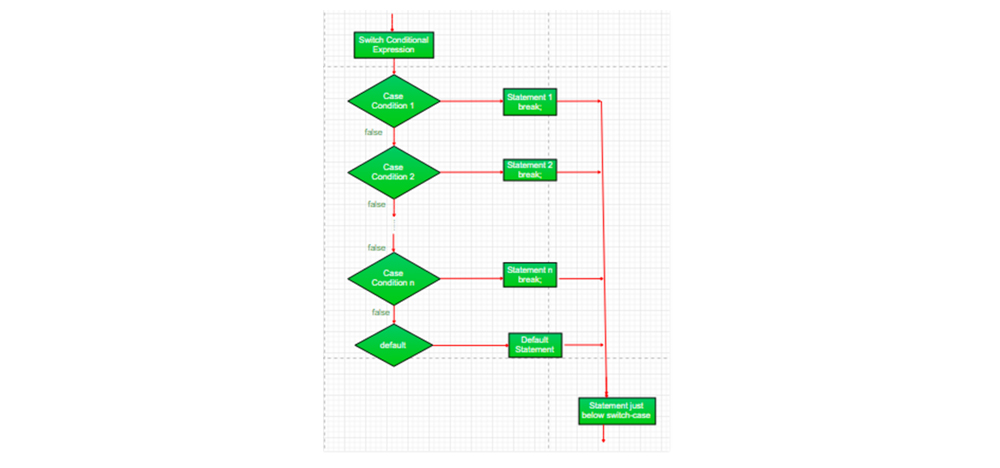 Switch Conditional
Expression
Case
Condition 1
Statement 1
break;
false
Case
Condition 2
Statement 2
break;
false
false
Case
Condition n
Statement n
break;
false
default
Default
Statement
Statement just
below switch-case